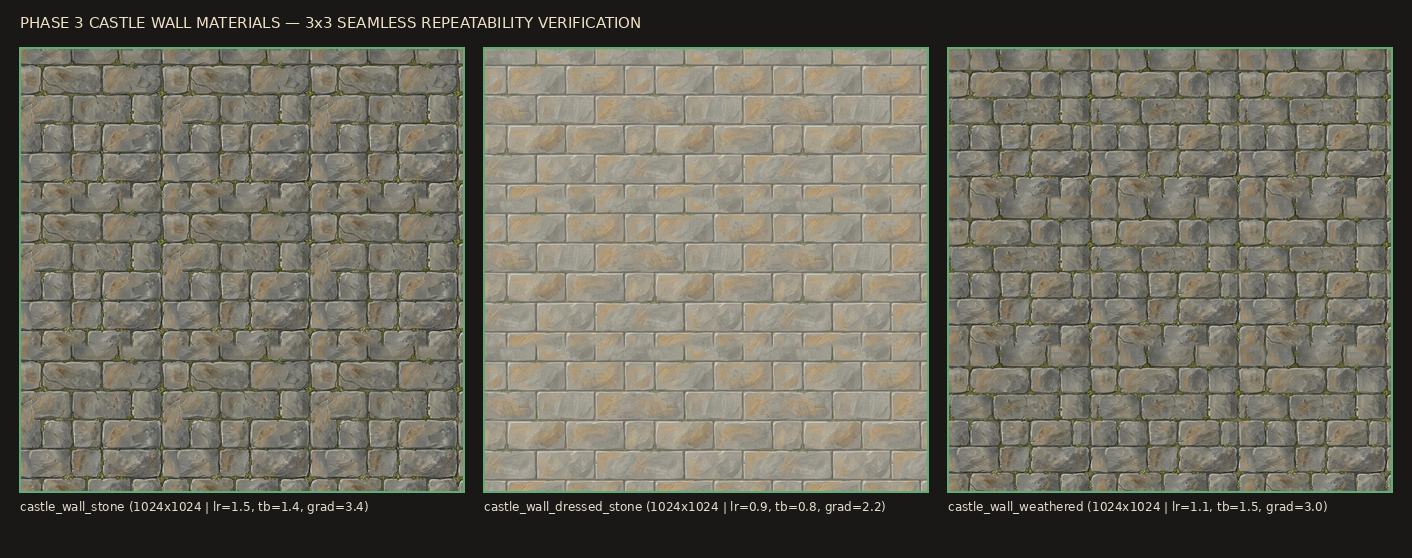 PHASE 3 CASTLE WALL MATERIALS — 3x3 SEAMLESS REPEATABILITY VERIFICATION
castle_wall_stone (1024x1024 | lr=1.5, tb=1.4, grad=3.4)
castle_wall_dressed_stone (1024x1024 | lr=0.9, tb=0.8, grad=2.2)
castle_wall_weathered (1024x1024 | lr=1.1, tb=1.5, grad=3.0)